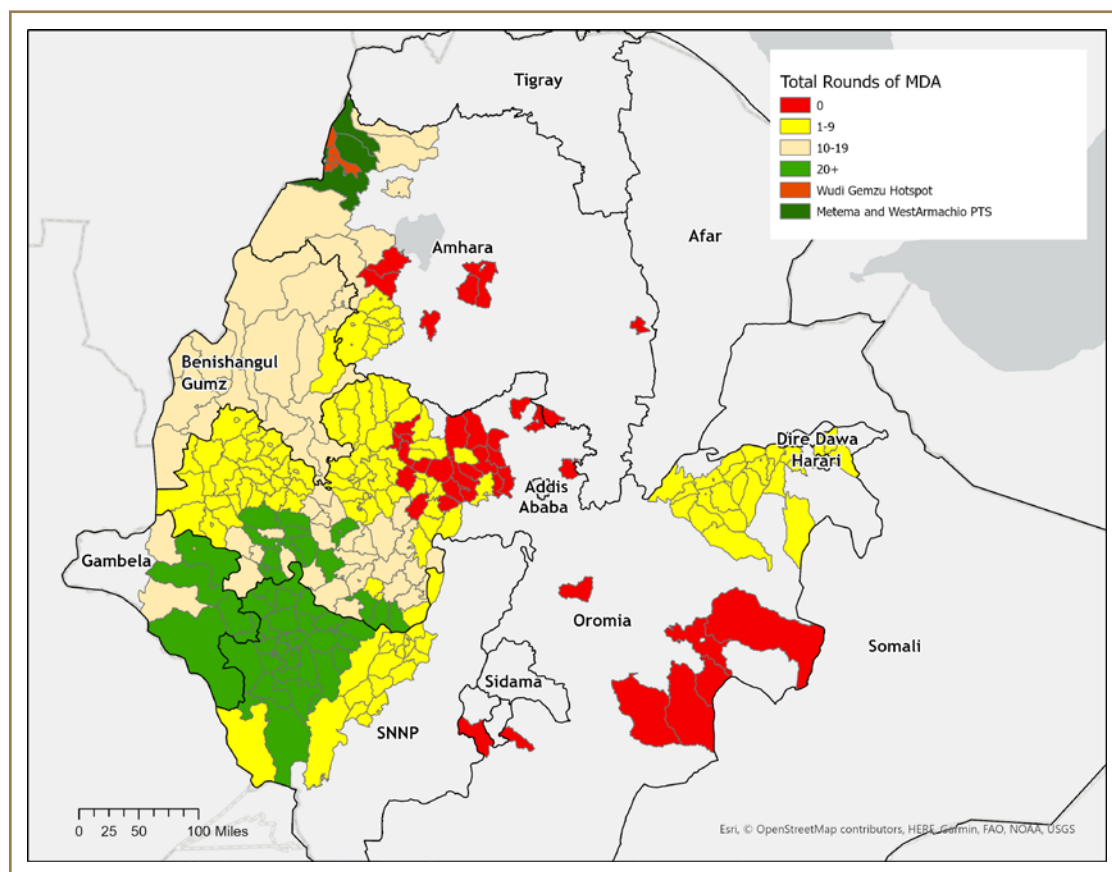 Tigray
Total Rounds of MDA
0
1-9
10-19
20+
Wudi Gemzu Hotspot
Metema and WestArmachio PTS
Amhara
Afar
Benishangul
Gumz
Dire Dawa
Harari
Addis
Ababa
Gambela
Oromia
Somali
Sidama
SNNP
0 25 50 100 Miles
Esri, © OpenStreetMap contributors, HERE, Garmin, FAO, NOAA, USGS